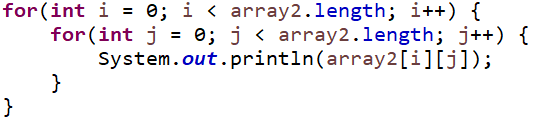 for(int i = 0; i < array2.length; i++) {
    for(int j = 0; j < array2.length; j++) {
        System.out.println(array2[i][j]);
    }
}